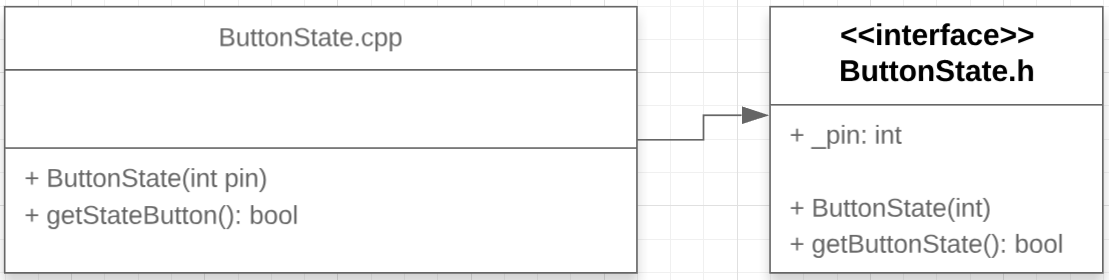 ButtonState.cpp
+ ButtonState(int pin)
+ getStateButton(): bool
<<interface>>
ButtonState.h
+ _pin: int
+ ButtonState(int)
+ getButtonState(): bool